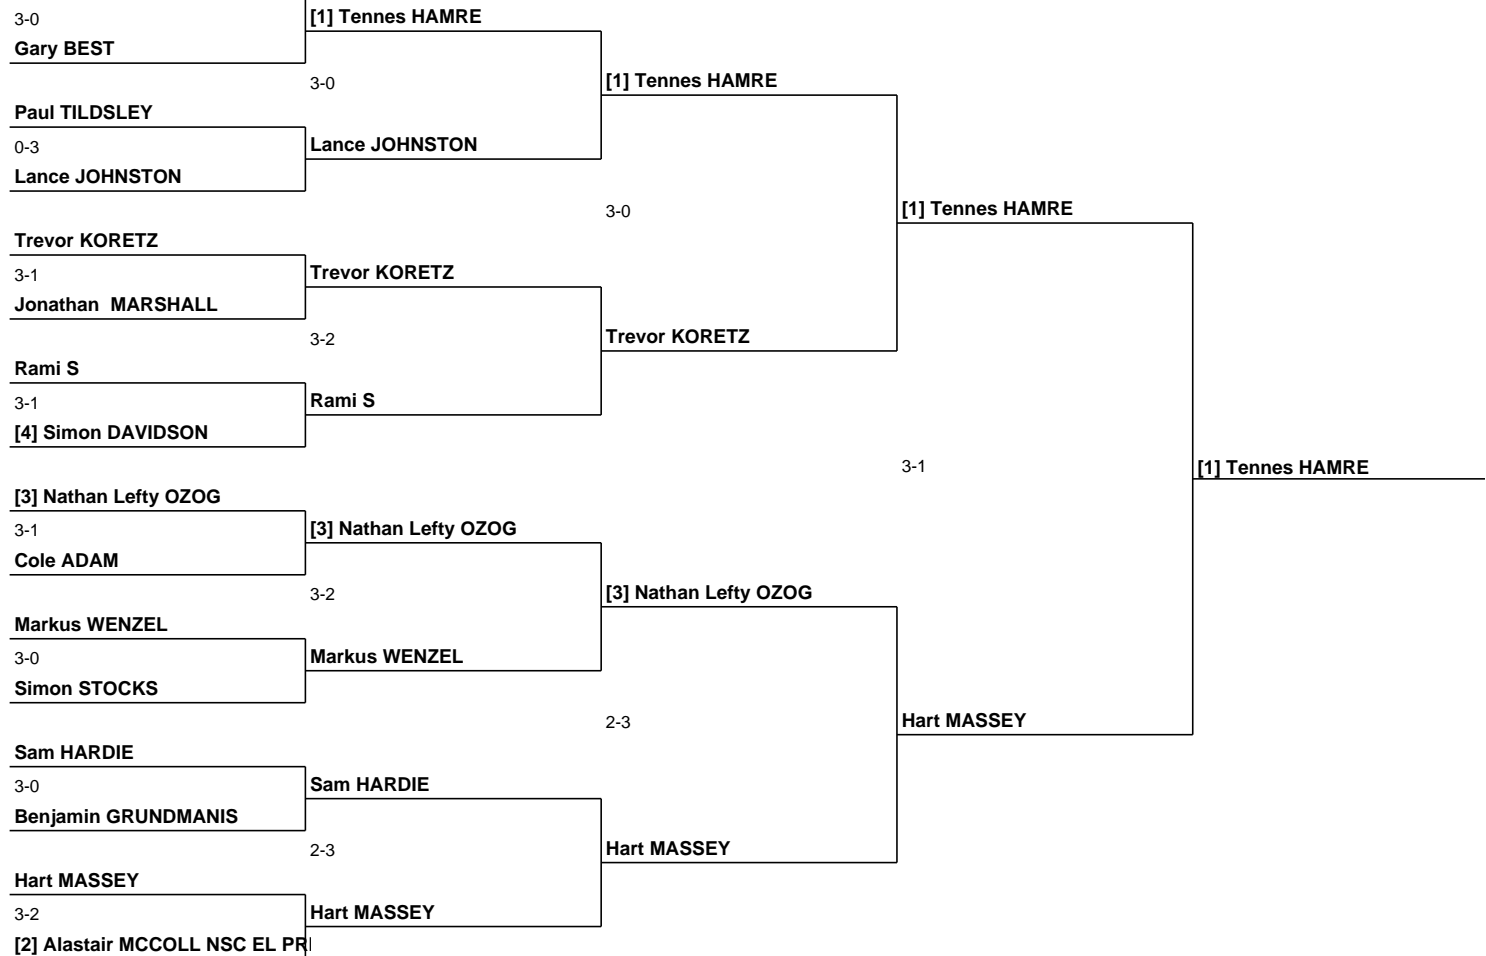 3-0
Gary BEST
Paul TILDSLEY
0-3
Lance JOHNSTON
Trevor KORETZ
3-1
Jonathan  MARSHALL
Rami S
3-1
[4] Simon DAVIDSON
[3] Nathan Lefty OZOG
3-1
Cole ADAM
Markus WENZEL
3-0
Simon STOCKS
Sam HARDIE
3-0
Benjamin GRUNDMANIS
Hart MASSEY
3-2
[2] Alastair MCCOLL NSC EL PR
[1] Tennes HAMRE
3-0
Lance JOHNSTON
Trevor KORETZ
3-2
Rami S
[3] Nathan Lefty OZOG
3-2
Markus WENZEL
Sam HARDIE
2-3
Hart MASSEY
[1] Tennes HAMRE
3-0
Trevor KORETZ
[3] Nathan Lefty OZOG
2-3
Hart MASSEY
[1] Tennes HAMRE
3-1
Hart MASSEY
[1] Tennes HAMRE